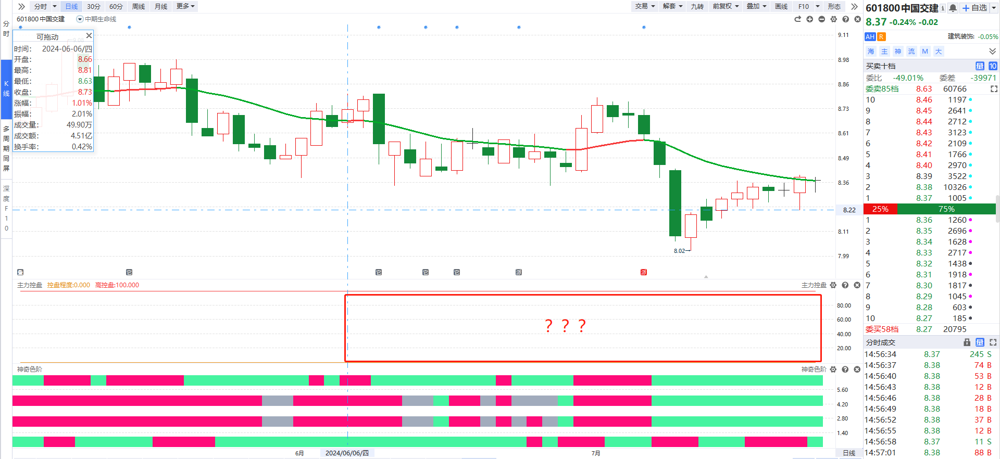 分时 日线 30分 60分 周线 月线 更多 交易 解套 九转 前复权 叠加 画线 F10 形态
601800 中国交建 中期生命线
分时
K线
多周期同屏
深度F10
可拖动
时间: 2024-06-06/四
开盘: 8.66
最高: 8.81
最低: 8.63
收盘: 8.73
涨幅: 1.01%
振幅: 2.01%
成交量: 49.90万
成交额: 4.51亿
换手率: 0.42%
9.11
8.98
8.86
8.73
8.61
8.49
8.36
8.22
8.11
7.99
8.02
它 它 它 它 派 派
主力控盘 控盘程度:0.000 高控盘:100.000 主力控盘
80.00
60.00
40.00
20.00
？？？
神奇色阶 神奇色阶
5.60
4.20
2.80
1.40
6月 2024/06/06/四 7月 日线
601800 中国交建 自选
8.37 -0.24% -0.02
AH R 建筑装饰: -0.05%
海 主 神 流 M 大
买卖十档 量 10
委比 -49.01% 委差 -39971
委卖85档 8.63 60766
10 8.46 1197
9 8.45 2641
8 8.44 2712
7 8.43 3123
6 8.42 2109
5 8.41 1766
4 8.40 2970
3 8.39 3522
2 8.38 10326
1 8.37 1005
25% 75%
1 8.36 1260
2 8.35 2696
3 8.34 1628
4 8.33 2717
5 8.32 1438
6 8.31 1918
7 8.30 1817
8 8.29 1045
9 8.28 603
10 8.27 185
委买58档 8.27 20795
分时成交 量
14:56:34 8.37 245 S
14:56:37 8.38 74 B
14:56:40 8.38 53 B
14:56:43 8.38 12 B
14:56:46 8.38 28 B
14:56:49 8.38 18 B
14:56:52 8.38 37 B
14:56:55 8.38 12 B
14:56:58 8.37 11 S
14:57:01 8.38 88 B